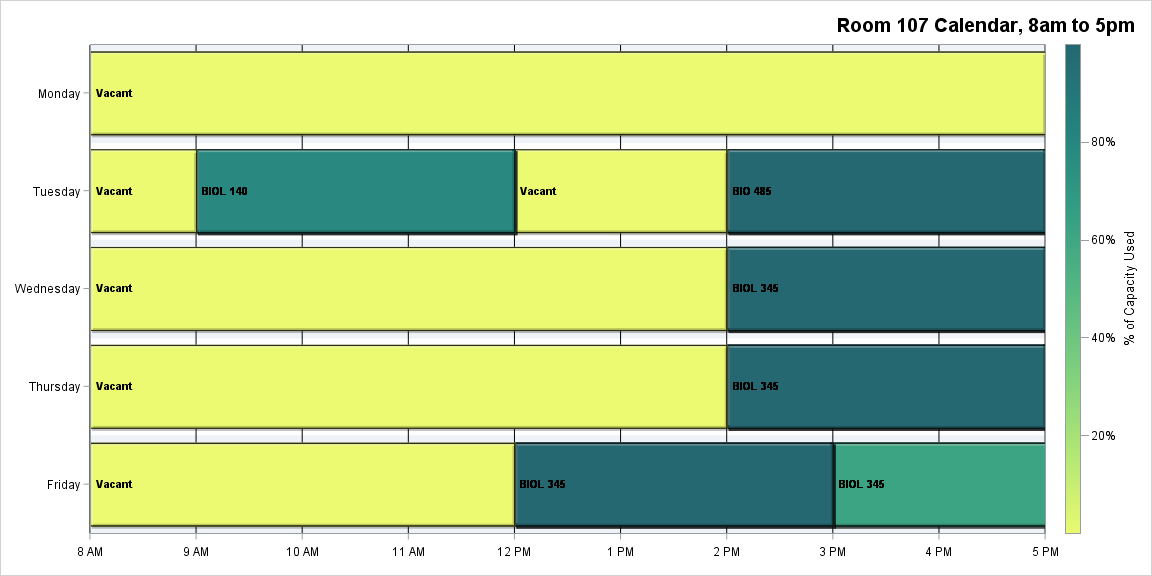 Room 107 Calendar, 8am to 5pm
Monday
Vacant
Tuesday
Vacant
BIOL 140
Vacant
BIO 485
Wednesday
Vacant
BIOL 345
Thursday
Vacant
BIOL 345
Friday
Vacant
BIOL 345
BIOL 345
8 AM
9 AM
10 AM
11 AM
12 PM
1 PM
2 PM
3 PM
4 PM
5 PM
80%
60%
40%
20%
% of Capacity Used